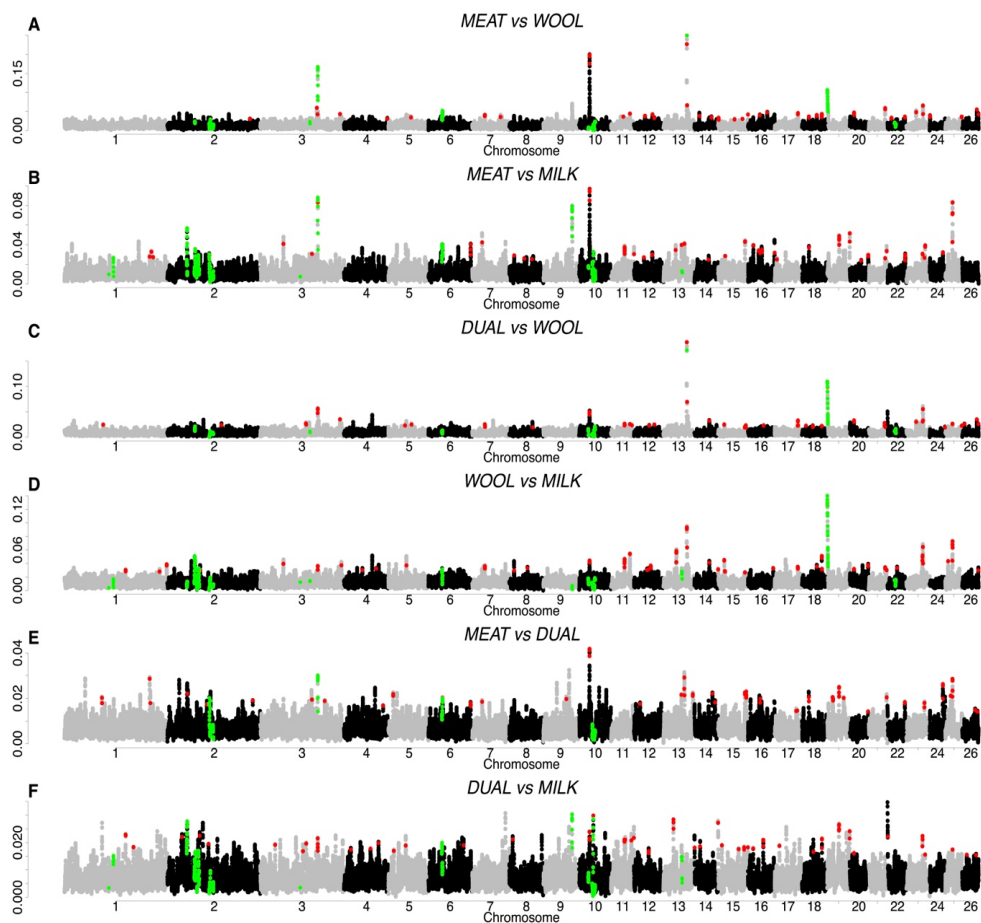 A
MEAT vs WOOL
0.15
0.00
1 2 3 4 5 6 7 8 9 10 11 12 13 14 15 16 17 18 20 22 24 26
Chromosome
B
MEAT vs MILK
0.08
0.04
0.00
1 2 3 4 5 6 7 8 9 10 11 12 13 14 15 16 17 18 20 22 24 26
Chromosome
C
DUAL vs WOOL
0.10
0.00
1 2 3 4 5 6 7 8 9 10 11 12 13 14 15 16 17 18 20 22 24 26
Chromosome
D
WOOL vs MILK
0.12
0.06
0.00
1 2 3 4 5 6 7 8 9 10 11 12 13 14 15 16 17 18 20 22 24 26
Chromosome
E
MEAT vs DUAL
0.04
0.02
0.00
1 2 3 4 5 6 7 8 9 10 11 12 13 14 15 16 17 18 20 22 24 26
Chromosome
F
DUAL vs MILK
0.020
0.000
1 2 3 4 5 6 7 8 9 10 11 12 13 14 15 16 17 18 20 22 24 26
Chromosome